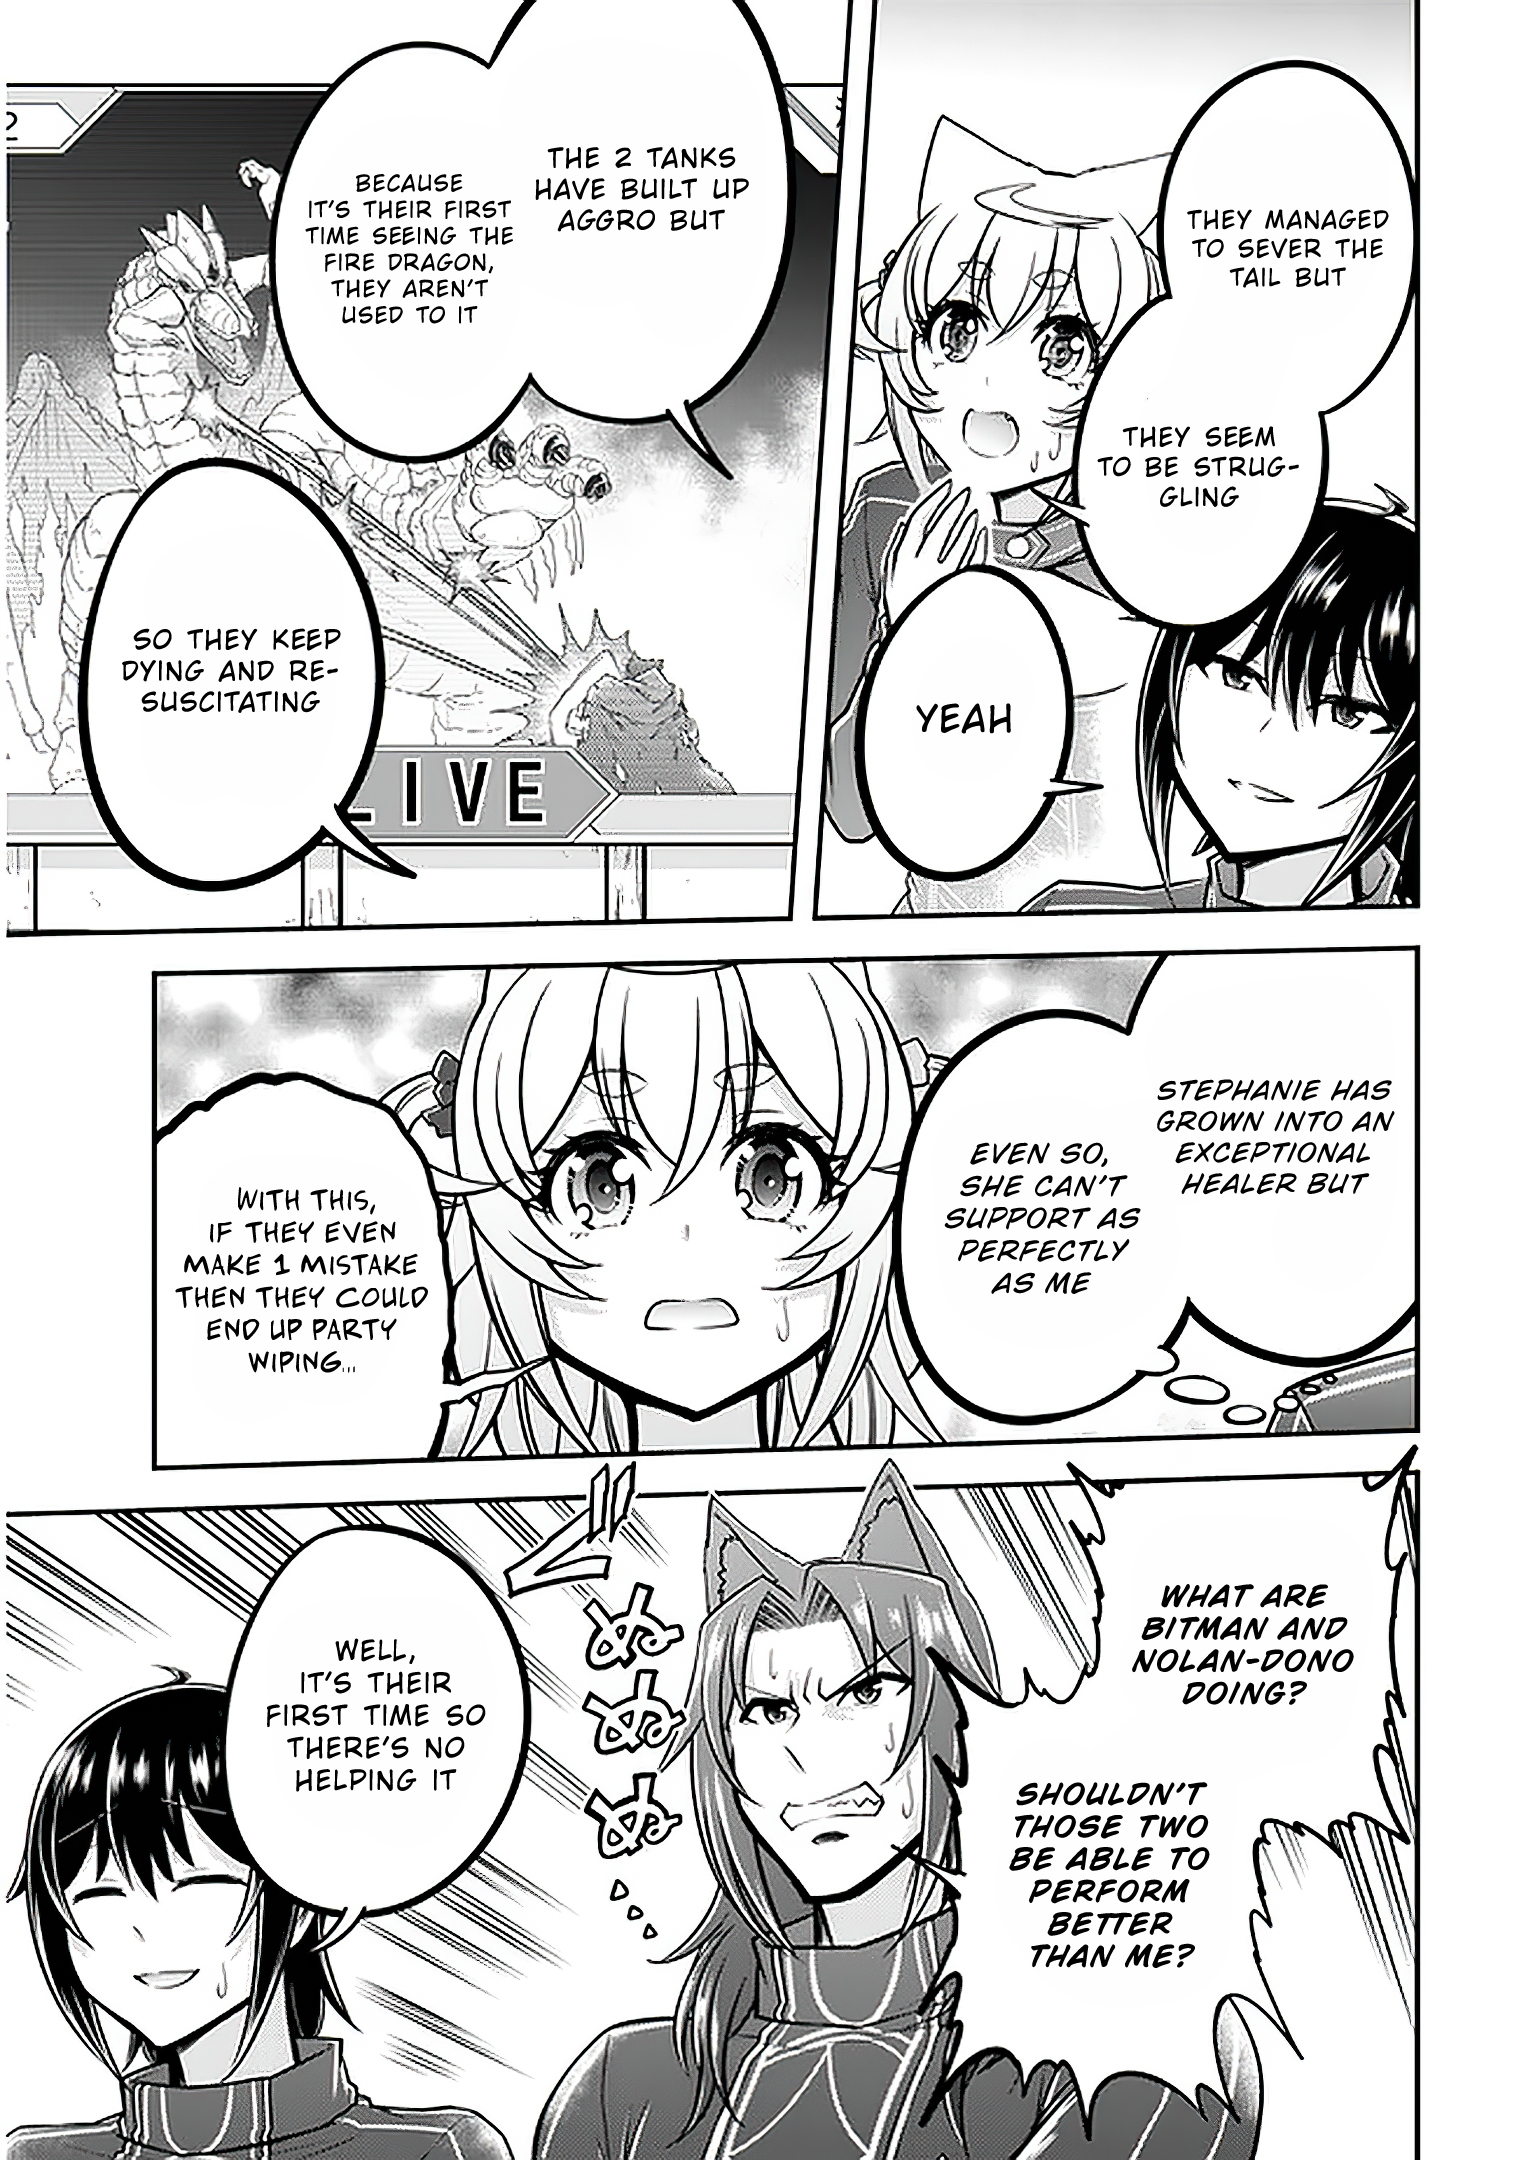 THEY MANAGED
TO SEVER THE
TAIL BUT
THEY SEEM
TO BE STRUG-
GLING
YEAH
THE 2 TANKS
HAVE BUILT UP
AGGRO BUT
BECAUSE
IT'S THEIR FIRST
TIME SEEING THE
FIRE DRAGON,
THEY AREN'T
USED TO IT
SO THEY KEEP
DYING AND RE-
SUSCITATING
2
LIVE
STEPHANIE HAS
GROWN INTO AN
EXCEPTIONAL
HEALER BUT
EVEN SO,
SHE CAN'T
SUPPORT AS
PERFECTLY
AS ME
WITH THIS,
IF THEY EVEN
MAKE 1 MISTAKE
THEN THEY COULD
END UP PARTY
WIPING...
WHAT ARE
BITMAN AND
NOLAN-DONO
DOING?
SHOULDN'T
THOSE TWO
BE ABLE TO
PERFORM
BETTER
THAN ME?
ぐぬぬぬ...
WELL,
IT'S THEIR
FIRST TIME SO
THERE'S NO
HELPING IT